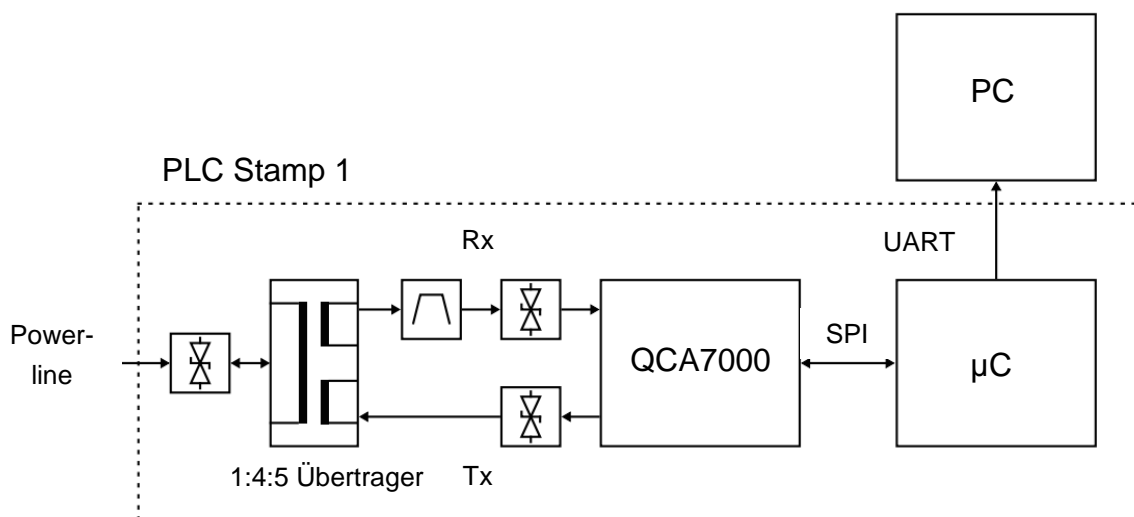 PC
PLC Stamp 1
Rx
UART
Power-
line
QCA7000
SPI
µC
1:4:5 Übertrager
Tx